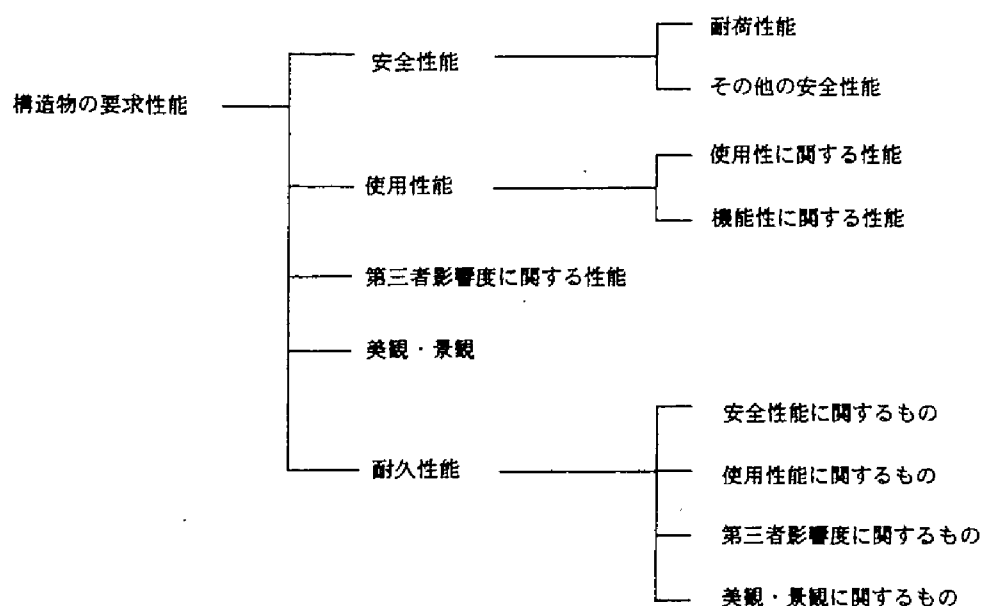 構造物の要求性能
安全性能
耐荷性能
その他の安全性能
使用性能
使用性に関する性能
機能性に関する性能
第三者影響度に関する性能
美観・景観
耐久性能
安全性能に関するもの
使用性能に関するもの
第三者影響度に関するもの
美観・景観に関するもの